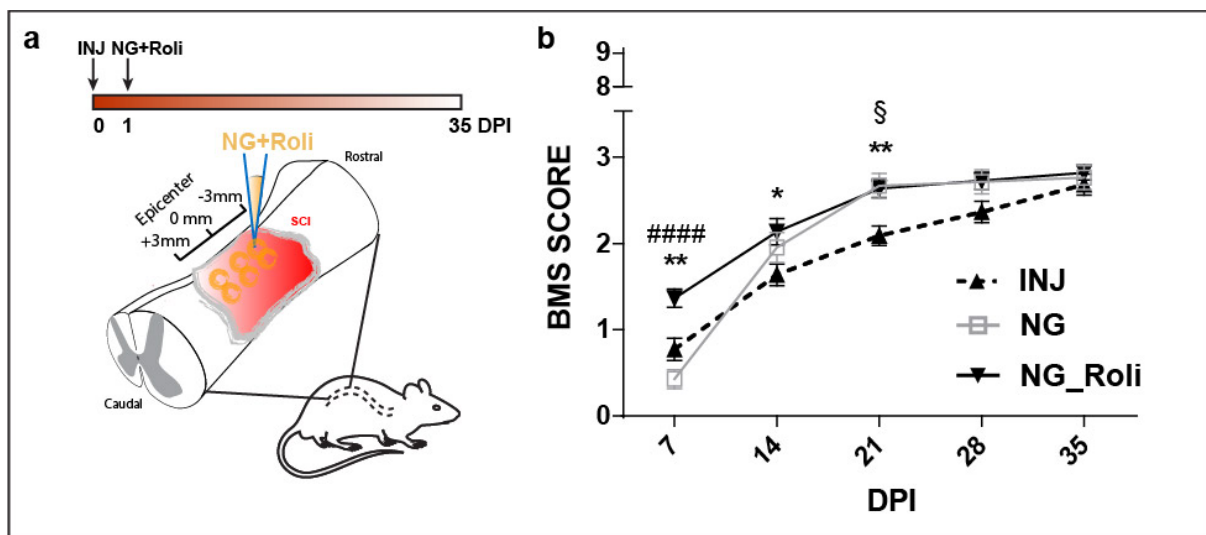 a
INJ NG+Roli
0 1 35 DPI
NG+Roli
Rostral
Epicenter
-3mm
0 mm
+3mm
SCI
Caudal
b
BMS SCORE
9
8
3
2
1
0
§
**
*
####
**
INJ
NG
NG_Roli
7 14 21 28 35
DPI